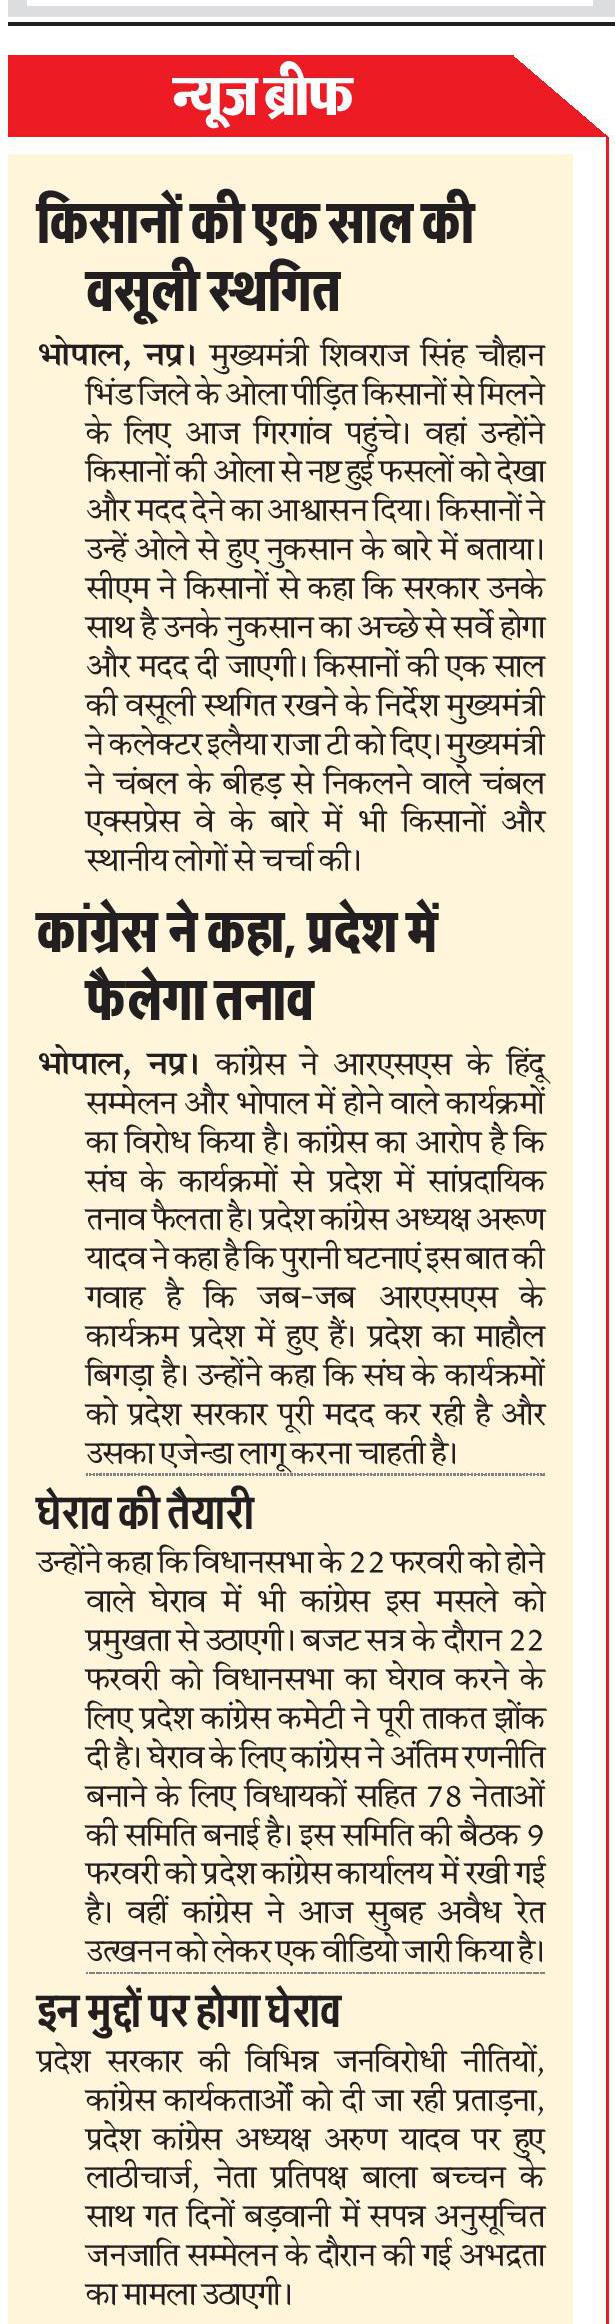 न्यूज ब्रीफ
किसानों की एक साल की
वसूली स्थगित
भोपाल, नप्र। मुख्यमंत्री शिवराज सिंह चौहान
भिंड जिले के ओला पीड़ित किसानों से मिलने
के लिए आज गिरगांव पहुंचे। वहां उन्होंने
किसानों की ओला से नष्ट हुई फसलों को देखा
और मदद देने का आश्वासन दिया। किसानों ने
उन्हें ओले से हुए नुकसान के बारे में बताया।
सीएम ने किसानों से कहा कि सरकार उनके
साथ है उनके नुकसान का अच्छे से सर्वे होगा
और मदद दी जाएगी। किसानों की एक साल
की वसूली स्थगित रखने के निर्देश मुख्यमंत्री
ने कलेक्टर इलैया राजा टी को दिए। मुख्यमंत्री
ने चंबल के बीहड़ से निकलने वाले चंबल
एक्सप्रेस वे के बारे में भी किसानों और
स्थानीय लोगों से चर्चा की।
कांग्रेस ने कहा, प्रदेश में
फैलेगा तनाव
भोपाल, नप्र। कांग्रेस ने आरएसएस के हिंदू
सम्मेलन और भोपाल में होने वाले कार्यक्रमों
का विरोध किया है। कांग्रेस का आरोप है कि
संघ के कार्यक्रमों से प्रदेश में सांप्रदायिक
तनाव फैलता है। प्रदेश कांग्रेस अध्यक्ष अरूण
यादव ने कहा है कि पुरानी घटनाएं इस बात की
गवाह है कि जब-जब आरएसएस के
कार्यक्रम प्रदेश में हुए हैं। प्रदेश का माहौल
बिगड़ा है। उन्होंने कहा कि संघ के कार्यक्रमों
को प्रदेश सरकार पूरी मदद कर रही है और
उसका एजेन्डा लागू करना चाहती है।
घेराव की तैयारी
उन्होंने कहा कि विधानसभा के 22 फरवरी को होने
वाले घेराव में भी कांग्रेस इस मसले को
प्रमुखता से उठाएगी। बजट सत्र के दौरान 22
फरवरी को विधानसभा का घेराव करने के
लिए प्रदेश कांग्रेस कमेटी ने पूरी ताकत झोंक
दी है। घेराव के लिए कांग्रेस ने अंतिम रणनीति
बनाने के लिए विधायकों सहित 78 नेताओं
की समिति बनाई है। इस समिति की बैठक 9
फरवरी को प्रदेश कांग्रेस कार्यालय में रखी गई
है। वहीं कांग्रेस ने आज सुबह अवैध रेत
उत्खनन को लेकर एक वीडियो जारी किया है।
इन मुद्दों पर होगा घेराव
प्रदेश सरकार की विभिन्न जनविरोधी नीतियों,
कांग्रेस कार्यकताओं को दी जा रही प्रताड़ना,
प्रदेश कांग्रेस अध्यक्ष अरुण यादव पर हुए
लाठीचार्ज, नेता प्रतिपक्ष बाला बच्चन के
साथ गत दिनों बड़वानी में सपन्न अनुसूचित
जनजाति सम्मेलन के दौरान की गई अभद्रता
का मामला उठाएगी।